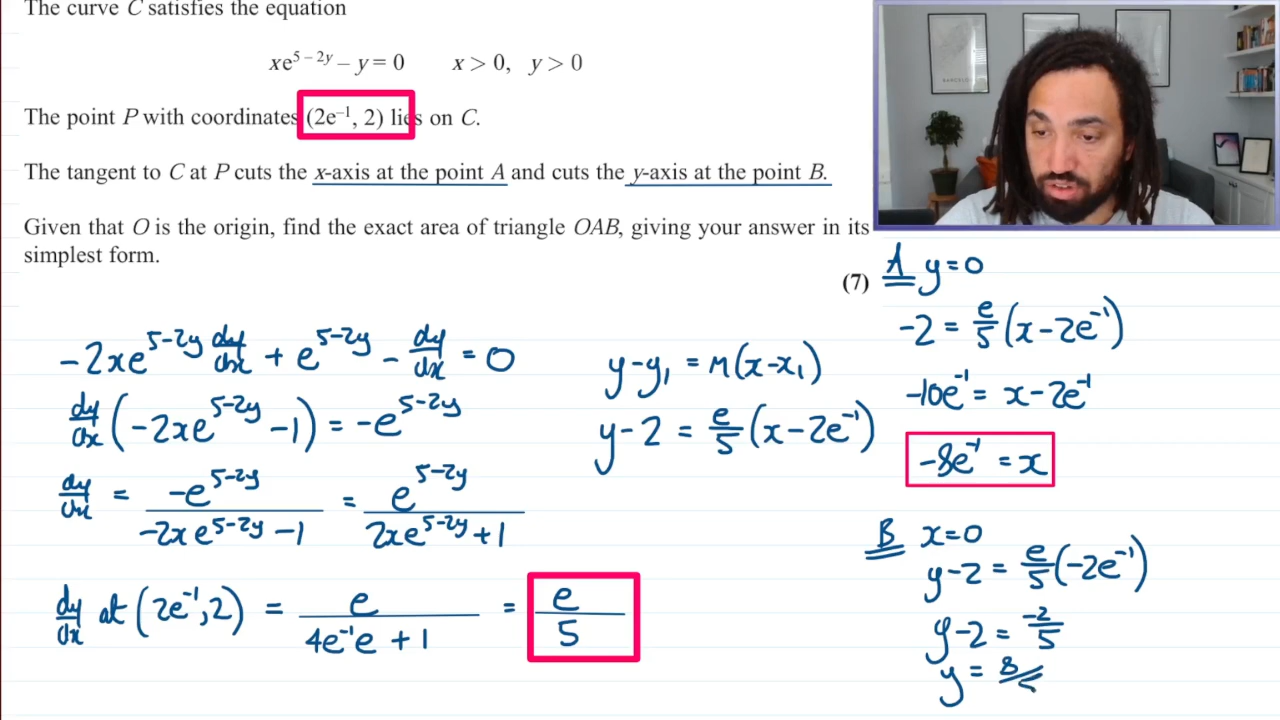 The curve C satisfies the equation
xe^{5 – 2y} – y = 0 x > 0, y > 0
The point P with coordinates (2e^{–1}, 2) lies on C.
The tangent to C at P cuts the x-axis at the point A and cuts the y-axis at the point B.
Given that O is the origin, find the exact area of triangle OAB, giving your answer in its
simplest form.
(7)
-2xe^{5-2y} dy/dx + e^{5-2y} - dy/dx = 0
dy/dx (-2xe^{5-2y} -1) = -e^{5-2y}
dy/dx = -e^{5-2y} / -2xe^{5-2y} -1 = e^{5-2y} / 2xe^{5-2y} +1
dy/dx at (2e^{-1}, 2) = e / 4e^{-1}e + 1 = e/5
y-y₁ = m(x-x₁)
y-2 = e/5 (x-2e^{-1})
A y=0
-2 = e/5 (x-2e^{-1})
-10e^{-1} = x-2e^{-1}
-8e^{-1} = x
B x=0
y-2 = e/5 (-2e^{-1})
y-2 = -2/5
y = 8/5
BARCELONA